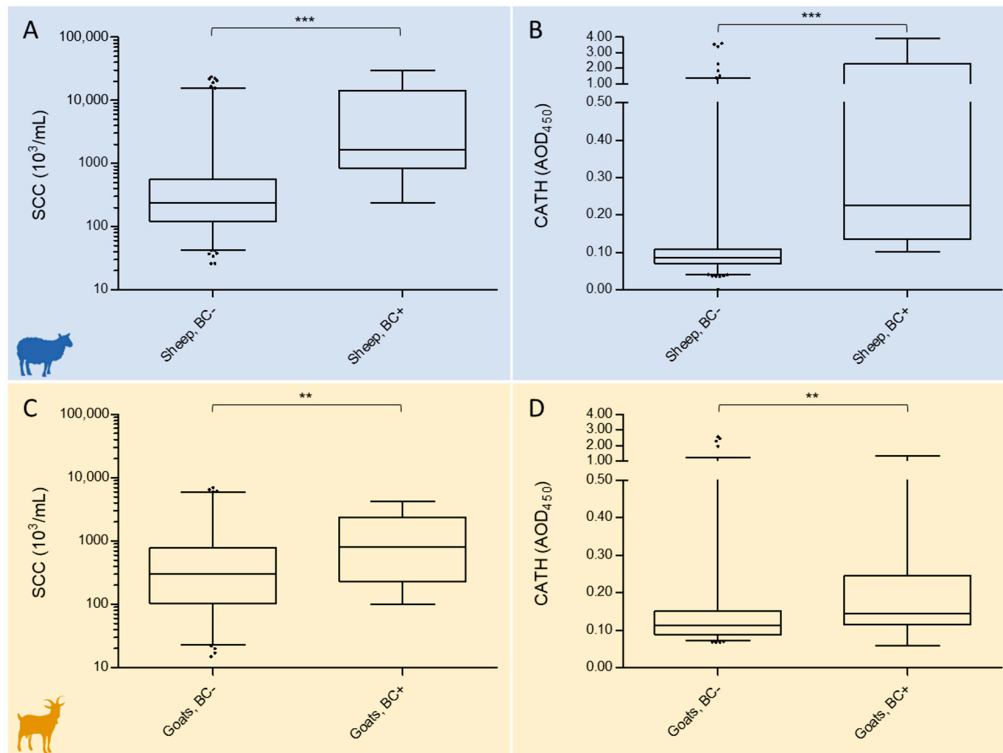 A
***
100,000
10,000
1000
100
10
SCC (10³/mL)
Sheep, BC-
Sheep, BC+
B
***
4.00
3.00
2.00
1.00
0.50
0.40
0.30
0.20
0.10
0.00
CATH (AOD₄₅₀)
Sheep, BC-
Sheep, BC+
C
**
100,000
10,000
1000
100
10
SCC (10³/mL)
Goats, BC-
Goats, BC+
D
**
4.00
3.00
2.00
1.00
0.50
0.40
0.30
0.20
0.10
0.00
CATH (AOD₄₅₀)
Goats, BC-
Goats, BC+